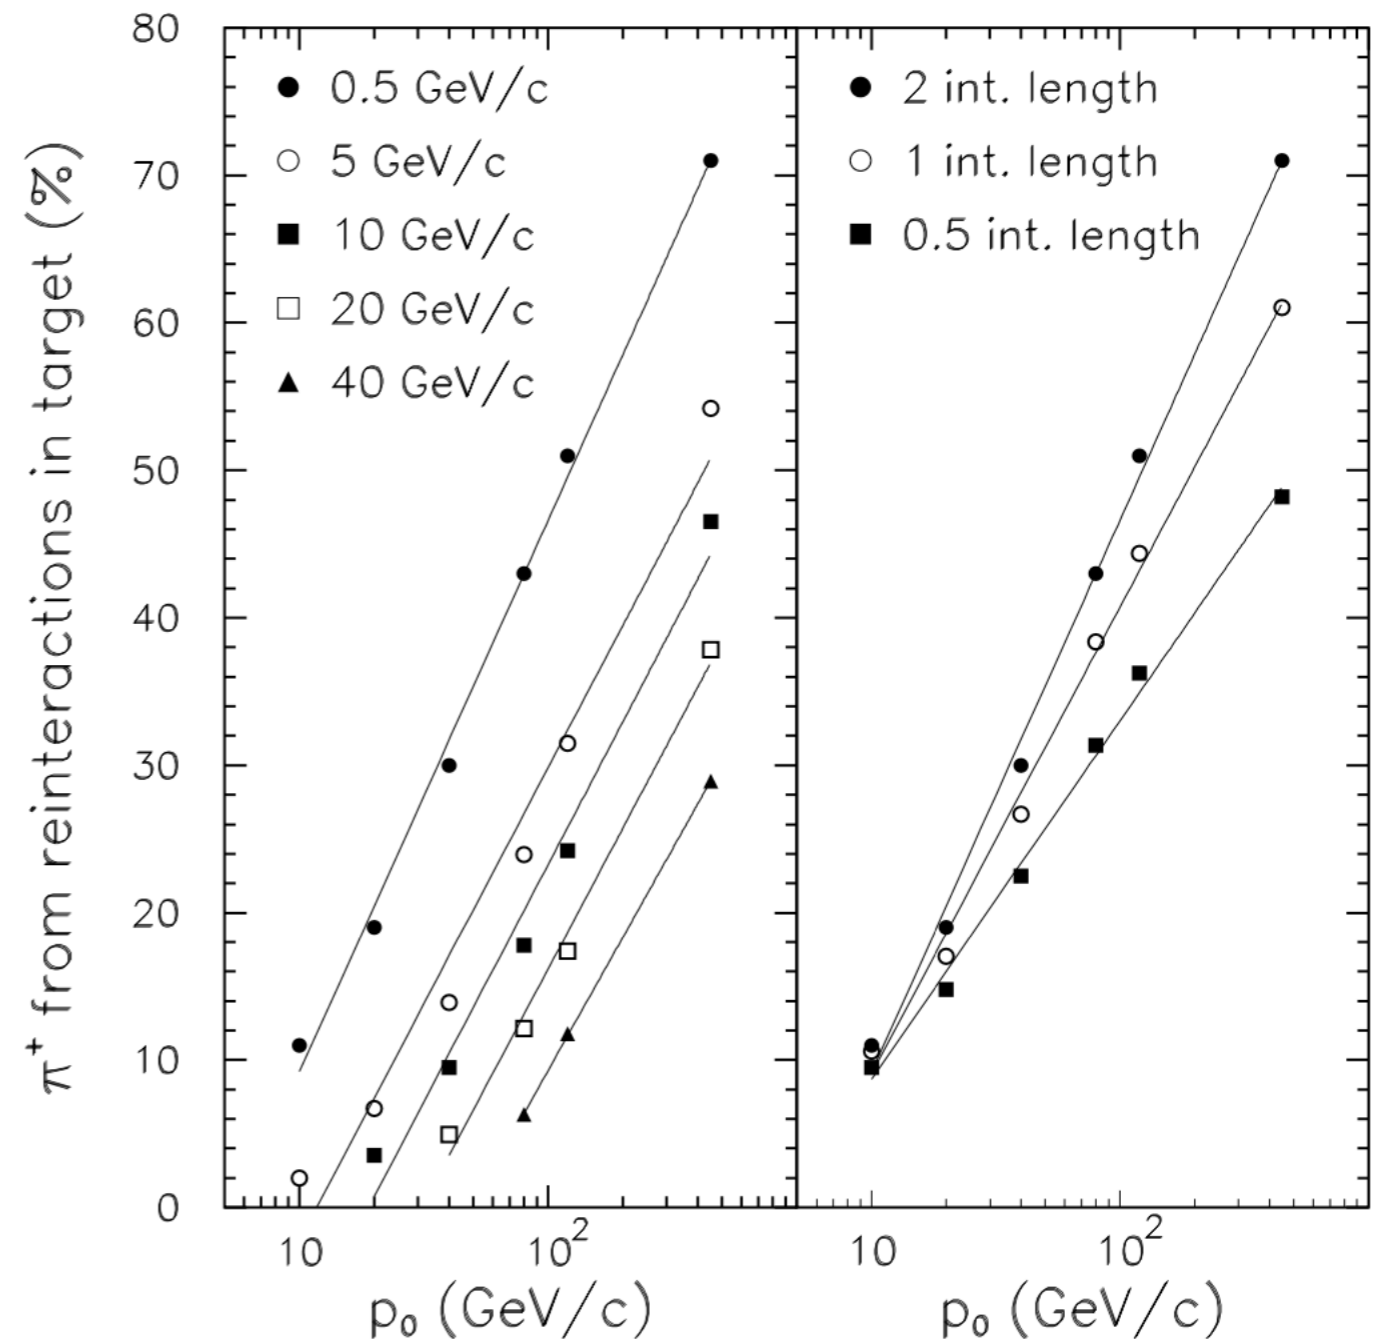 π⁺ from reinteractions in target (%)
80
70
60
50
40
30
20
10
0
0.5 GeV/c
5 GeV/c
10 GeV/c
20 GeV/c
40 GeV/c
10
10²
p₀ (GeV/c)
2 int. length
1 int. length
0.5 int. length
10
10²
p₀ (GeV/c)